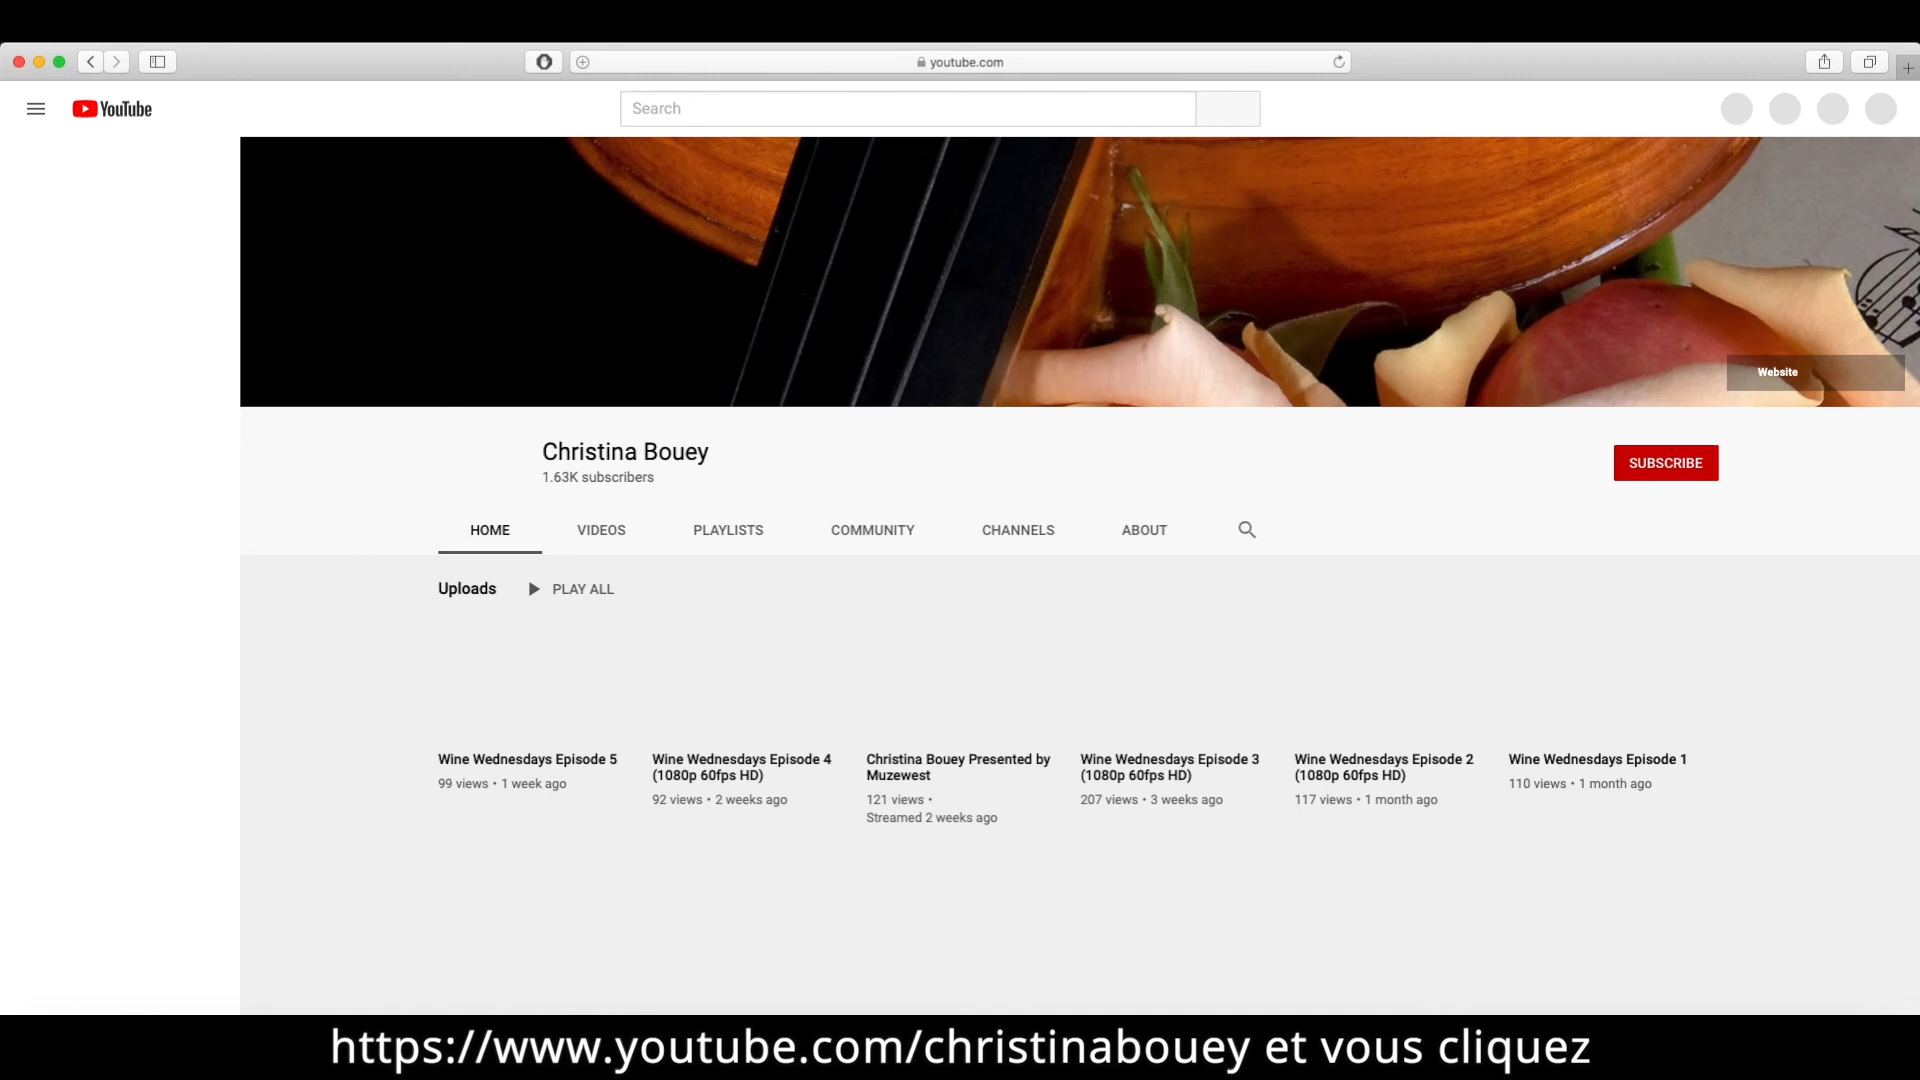 youtube.com
YouTube
Search
Website
Christina Bouey
1.63K subscribers
SUBSCRIBE
HOME VIDEOS PLAYLISTS COMMUNITY CHANNELS ABOUT
Uploads PLAY ALL
Wine Wednesdays Episode 5
99 views • 1 week ago
Wine Wednesdays Episode 4
(1080p 60fps HD)
92 views • 2 weeks ago
Christina Bouey Presented by
Muzewest
121 views •
Streamed 2 weeks ago
Wine Wednesdays Episode 3
(1080p 60fps HD)
207 views • 3 weeks ago
Wine Wednesdays Episode 2
(1080p 60fps HD)
117 views • 1 month ago
Wine Wednesdays Episode 1
110 views • 1 month ago
https://www.youtube.com/christinabouey et vous cliquez